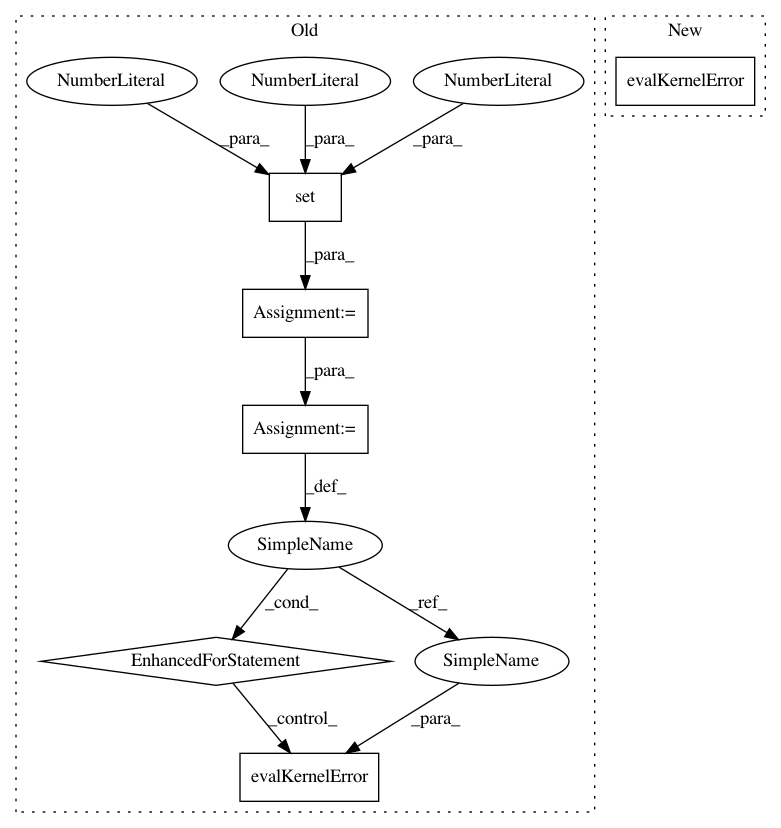 Old
New
NumberLiteral
NumberLiteral
NumberLiteral
evalKernelError
_para_
_para_
_para_
set
_para_
Assignment:=
_para_
Assignment:=
_def_
SimpleName
_cond_
_ref_
EnhancedForStatement
SimpleName
_control_
_para_
evalKernelError